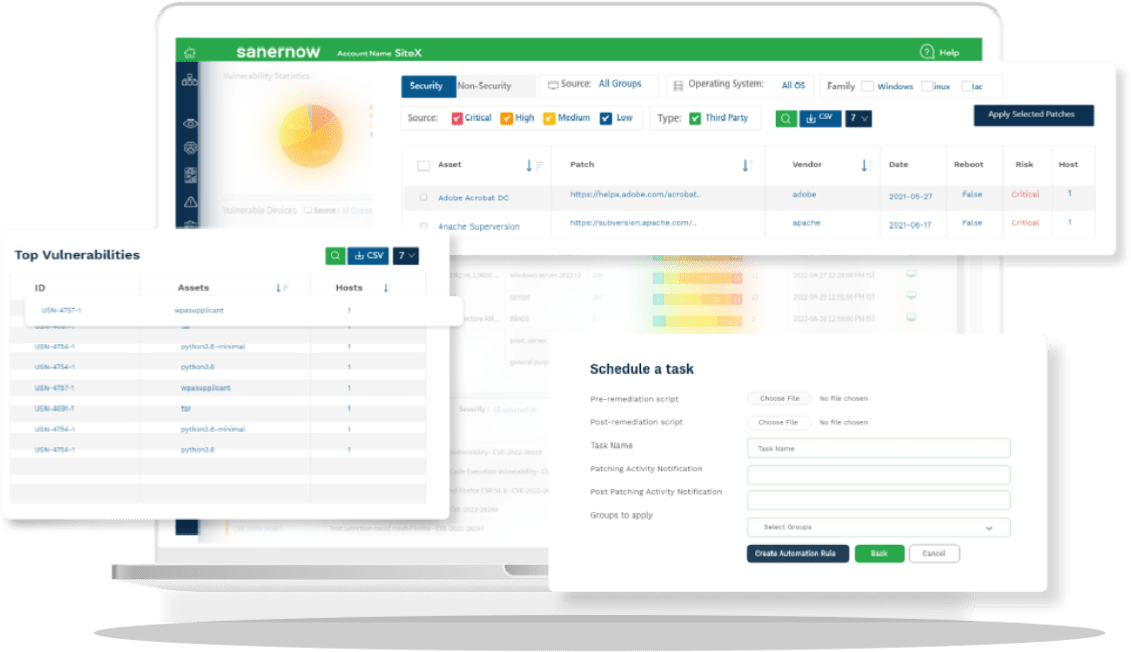 sanernow Account Name SiteX Help
Vulnerability Statistics
Security Non-Security Source: All Groups Operating System: All OS Family Windows inux ac
Source: Critical High Medium Low Type: Third Party CSV 7 Apply Selected Patches
Asset Patch Vendor Date Reboot Risk Host
Adobe Acrobat DC https://helpx.adobe.com/acrobat.. adobe 2021-05-27 False Critical 1
Apache Superversion https://subversion.apache.com/.. apache 2021-06-17 False Critical 1
Vulnerable Devices Source: All Groups
Top Vulnerabilities CSV 7
ID Assets Hosts
USN-4757-1 wpasupplicant 1
tar
USN-4754-1 python3.8-minimal 1
USN-4754-1 python3.8 1
USN-4757-1 wpasupplicant 1
USN-4691-1 tar 1
USN-4754-1 python3.8-minimal 1
USN-4754-1 python3.8 1
Severity: All selected (4)
Schedule a task
Pre-remediation script Choose File No file chosen
Post-remediation script Choose File No file chosen
Task Name Task Name
Patching Activity Notification
Post Patching Activity Notification
Groups to apply Select Groups
Create Automation Rule Back Cancel